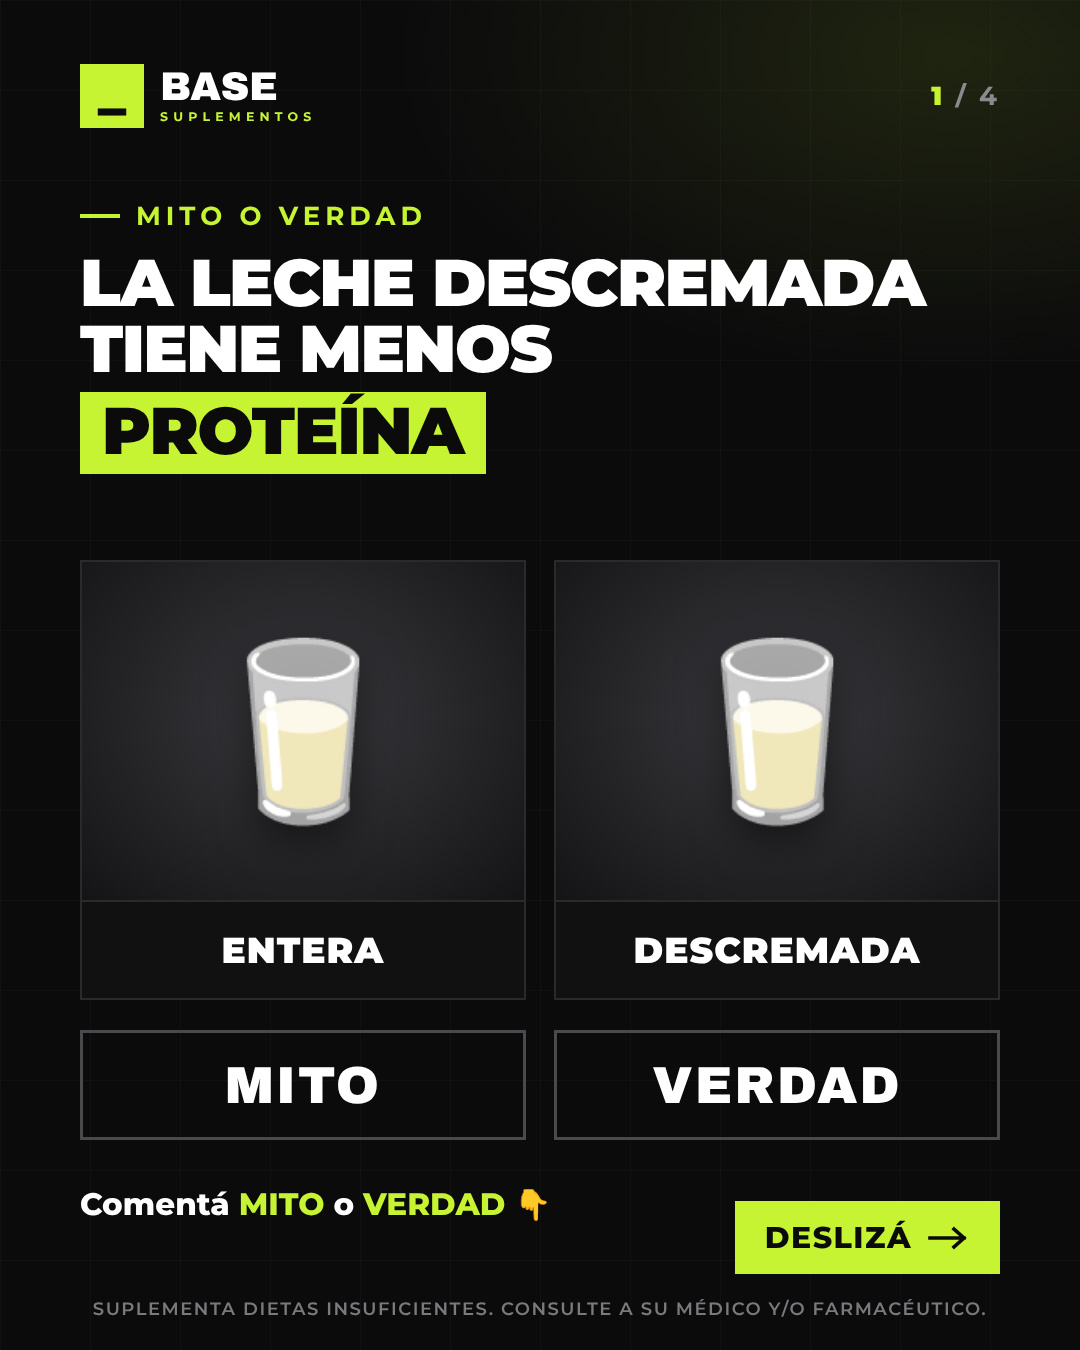 BASE
SUPLEMENTOS
1 / 4
MITO O VERDAD
LA LECHE DESCREMADA
TIENE MENOS
PROTEÍNA
ENTERA
DESCREMADA
MITO
VERDAD
Comentá MITO o VERDAD 👇
DESLIZÁ →
SUPLEMENTA DIETAS INSUFICIENTES. CONSULTE A SU MÉDICO Y/O FARMACÉUTICO.